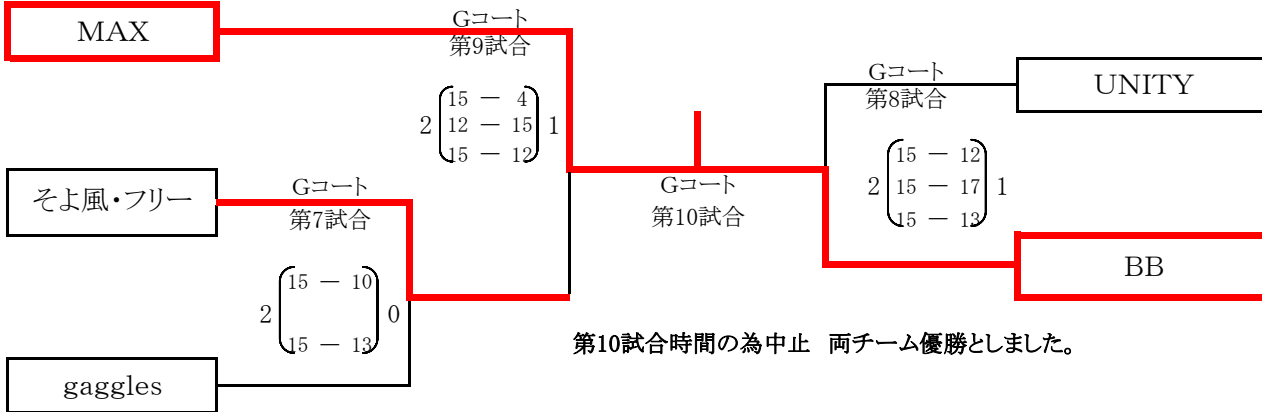 MAX
Gコート
第9試合
2 15 － 4 1
12 － 15
15 － 12
そよ風・フリー
Gコート
第7試合
2 15 － 10 0
15 － 13
gaggles
Gコート
第10試合
Gコート
第8試合
2 15 － 12 1
15 － 17
15 － 13
UNITY
BB
第10試合時間の為中止 両チーム優勝としました。